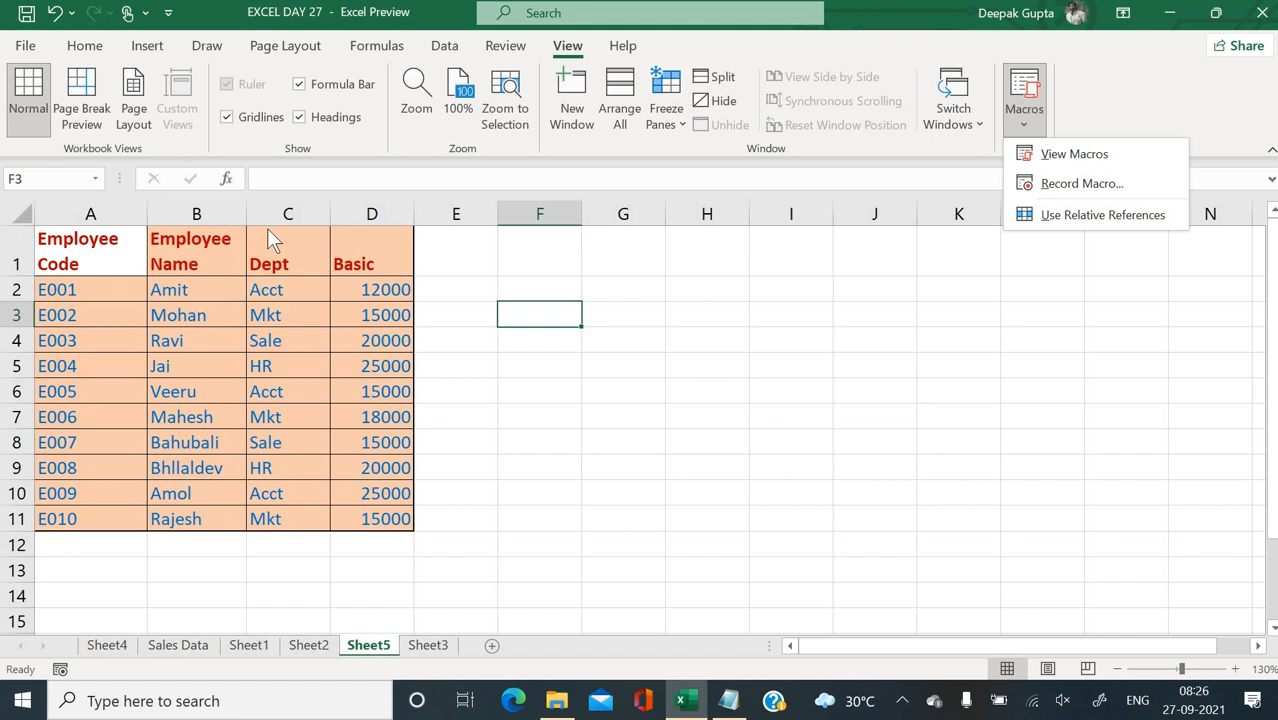 EXCEL DAY 27 - Excel Preview
Search
Deepak Gupta
File Home Insert Draw Page Layout Formulas Data Review View Help
Share
Normal
Page Break Preview
Page Layout
Custom Views
Workbook Views
Ruler
Formula Bar
Gridlines
Headings
Show
Zoom
100
100%
Zoom to Selection
Zoom
New Window
Arrange All
Freeze Panes
Split
Hide
Unhide
View Side by Side
Synchronous Scrolling
Reset Window Position
Switch Windows
Window
Macros
View Macros
Record Macro...
Use Relative References
F3
fx
A B C D E F G H I J K N
1 Employee Code Employee Name Dept Basic
2 E001 Amit Acct 12000
3 E002 Mohan Mkt 15000
4 E003 Ravi Sale 20000
5 E004 Jai HR 25000
6 E005 Veeru Acct 15000
7 E006 Mahesh Mkt 18000
8 E007 Bahubali Sale 15000
9 E008 Bhllaldev HR 20000
10 E009 Amol Acct 25000
11 E010 Rajesh Mkt 15000
12
13
14
15
Sheet4 Sales Data Sheet1 Sheet2 Sheet5 Sheet3
Ready
130%
Type here to search
30°C
ENG
08:26
27-09-2021